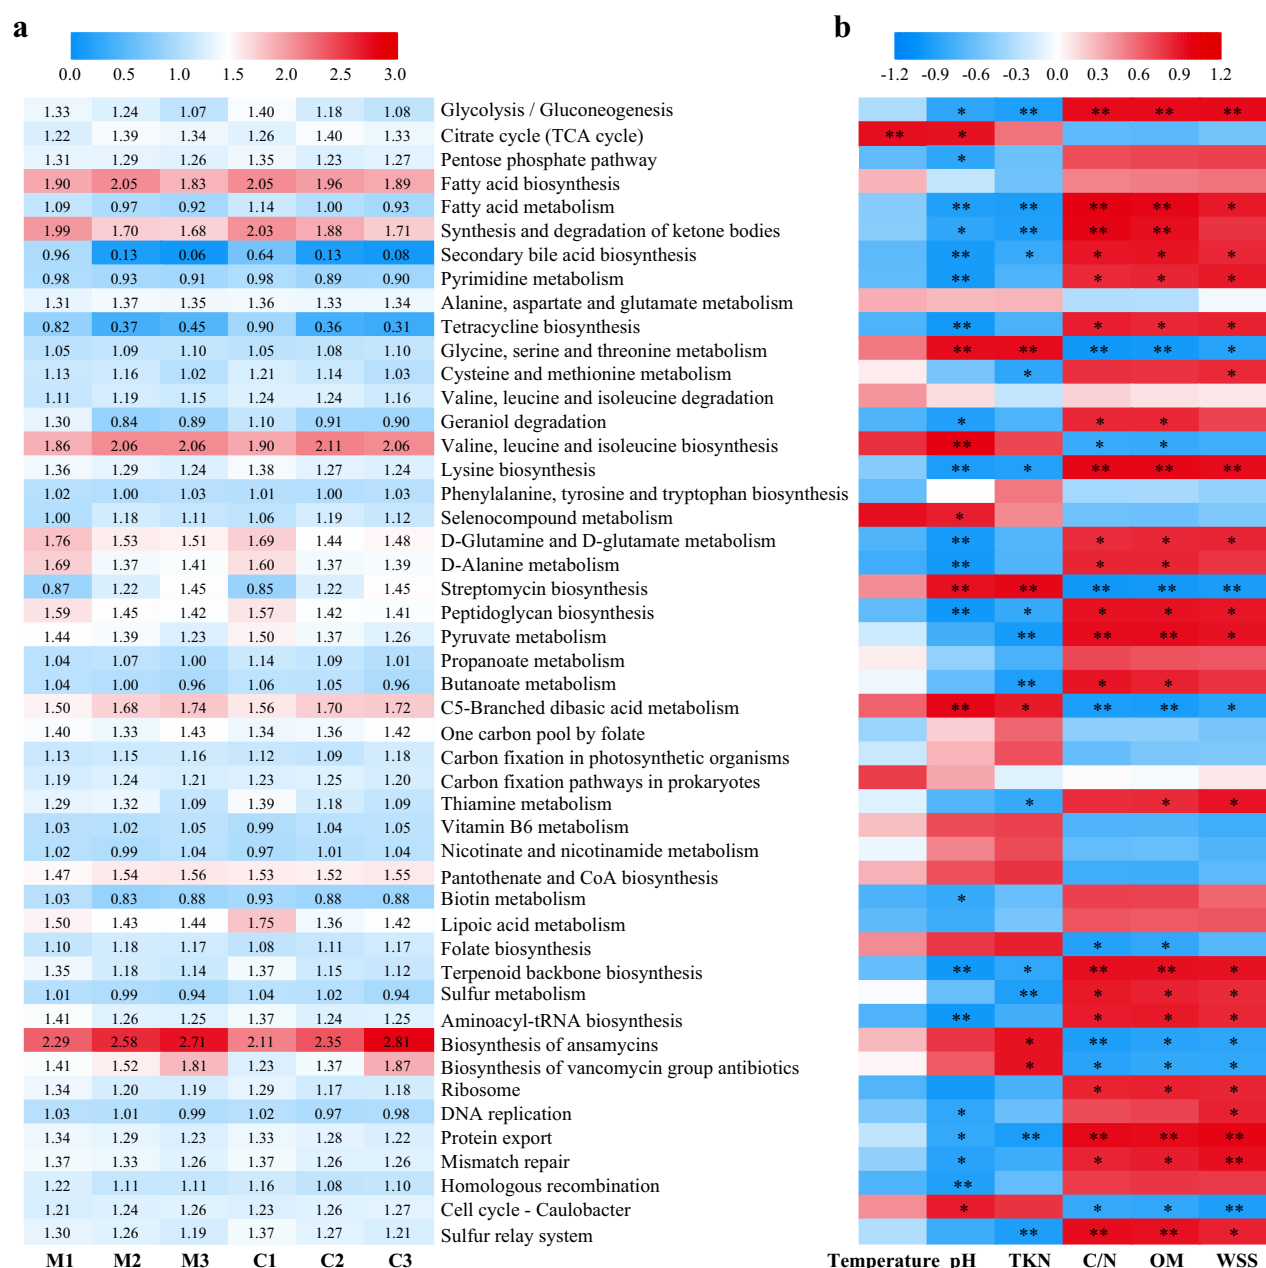 a b
0.0 0.5 1.0 1.5 2.0 2.5 3.0 -1.2 -0.9 -0.6 -0.3 0.0 0.3 0.6 0.9 1.2
1.33 1.24 1.07 1.40 1.18 1.08 Glycolysis / Gluconeogenesis * ** ** ** **
1.22 1.39 1.34 1.26 1.40 1.33 Citrate cycle (TCA cycle) ** *
1.31 1.29 1.26 1.35 1.23 1.27 Pentose phosphate pathway *
1.90 2.05 1.83 2.05 1.96 1.89 Fatty acid biosynthesis
1.09 0.97 0.92 1.14 1.00 0.93 Fatty acid metabolism ** ** ** ** *
1.99 1.70 1.68 2.03 1.88 1.71 Synthesis and degradation of ketone bodies * ** ** **
0.96 0.13 0.06 0.64 0.13 0.08 Secondary bile acid biosynthesis ** * * * *
0.98 0.93 0.91 0.98 0.89 0.90 Pyrimidine metabolism ** * * *
1.31 1.37 1.35 1.36 1.33 1.34 Alanine, aspartate and glutamate metabolism
0.82 0.37 0.45 0.90 0.36 0.31 Tetracycline biosynthesis ** * * *
1.05 1.09 1.10 1.05 1.08 1.10 Glycine, serine and threonine metabolism ** ** ** ** *
1.13 1.16 1.02 1.21 1.14 1.03 Cysteine and methionine metabolism * *
1.11 1.19 1.15 1.24 1.24 1.16 Valine, leucine and isoleucine degradation
1.30 0.84 0.89 1.10 0.91 0.90 Geraniol degradation * * *
1.86 2.06 2.06 1.90 2.11 2.06 Valine, leucine and isoleucine biosynthesis ** * *
1.36 1.29 1.24 1.38 1.27 1.24 Lysine biosynthesis ** * ** ** **
1.02 1.00 1.03 1.01 1.00 1.03 Phenylalanine, tyrosine and tryptophan biosynthesis
1.00 1.18 1.11 1.06 1.19 1.12 Selenocompound metabolism *
1.76 1.53 1.51 1.69 1.44 1.48 D-Glutamine and D-glutamate metabolism ** * * *
1.69 1.37 1.41 1.60 1.37 1.39 D-Alanine metabolism ** * *
0.87 1.22 1.45 0.85 1.22 1.45 Streptomycin biosynthesis ** ** ** ** **
1.59 1.45 1.42 1.57 1.42 1.41 Peptidoglycan biosynthesis ** * * * *
1.44 1.39 1.23 1.50 1.37 1.26 Pyruvate metabolism ** ** ** *
1.04 1.07 1.00 1.14 1.09 1.01 Propanoate metabolism
1.04 1.00 0.96 1.06 1.05 0.96 Butanoate metabolism ** * *
1.50 1.68 1.74 1.56 1.70 1.72 C5-Branched dibasic acid metabolism ** * ** ** *
1.40 1.33 1.43 1.34 1.36 1.42 One carbon pool by folate
1.13 1.15 1.16 1.12 1.09 1.18 Carbon fixation in photosynthetic organisms
1.19 1.24 1.21 1.23 1.25 1.20 Carbon fixation pathways in prokaryotes
1.29 1.32 1.09 1.39 1.18 1.09 Thiamine metabolism * * *
1.03 1.02 1.05 0.99 1.04 1.05 Vitamin B6 metabolism
1.02 0.99 1.04 0.97 1.01 1.04 Nicotinate and nicotinamide metabolism
1.47 1.54 1.56 1.53 1.52 1.55 Pantothenate and CoA biosynthesis
1.03 0.83 0.88 0.93 0.88 0.88 Biotin metabolism *
1.50 1.43 1.44 1.75 1.36 1.42 Lipoic acid metabolism
1.10 1.18 1.17 1.08 1.11 1.17 Folate biosynthesis * *
1.35 1.18 1.14 1.37 1.15 1.12 Terpenoid backbone biosynthesis ** * ** ** *
1.01 0.99 0.94 1.04 1.02 0.94 Sulfur metabolism ** * * *
1.41 1.26 1.25 1.37 1.24 1.25 Aminoacyl-tRNA biosynthesis ** * * *
2.29 2.58 2.71 2.11 2.35 2.81 Biosynthesis of ansamycins * ** * *
1.41 1.52 1.81 1.23 1.37 1.87 Biosynthesis of vancomycin group antibiotics * * * *
1.34 1.20 1.19 1.29 1.17 1.18 Ribosome * * *
1.03 1.01 0.99 1.02 0.97 0.98 DNA replication * *
1.34 1.29 1.23 1.33 1.28 1.22 Protein export * ** ** ** **
1.37 1.33 1.26 1.37 1.26 1.26 Mismatch repair * * * **
1.22 1.11 1.11 1.16 1.08 1.10 Homologous recombination **
1.21 1.24 1.26 1.23 1.26 1.27 Cell cycle - Caulobacter * * * **
1.30 1.26 1.19 1.37 1.27 1.21 Sulfur relay system ** ** ** *
M1 M2 M3 C1 C2 C3 Temperature pH TKN C/N OM WSS